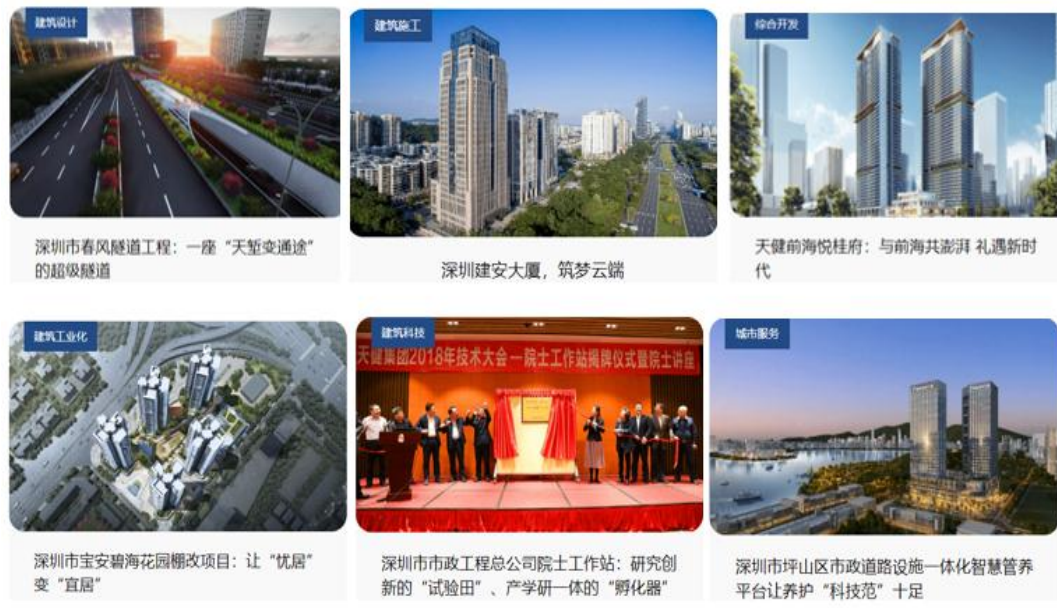 建筑设计
深圳市春风隧道工程：一座“天堑变通途”
的超级隧道
建筑施工
深圳建安大厦，筑梦云端
综合开发
天健前海悦桂府：与前海共澎湃 礼遇新时
代
建筑工业化
深圳市宝安碧海花园棚改项目：让“忧居”
变“宜居”
建筑科技
天健集团2018年技术大会—院士工作站揭牌仪式暨院士讲座
深圳市市政工程总公司院士工作站：研究创
新的“试验田”、产学研一体的“孵化器”
城市服务
深圳市坪山区市政道路设施一体化智慧管养
平台让养护“科技范”十足